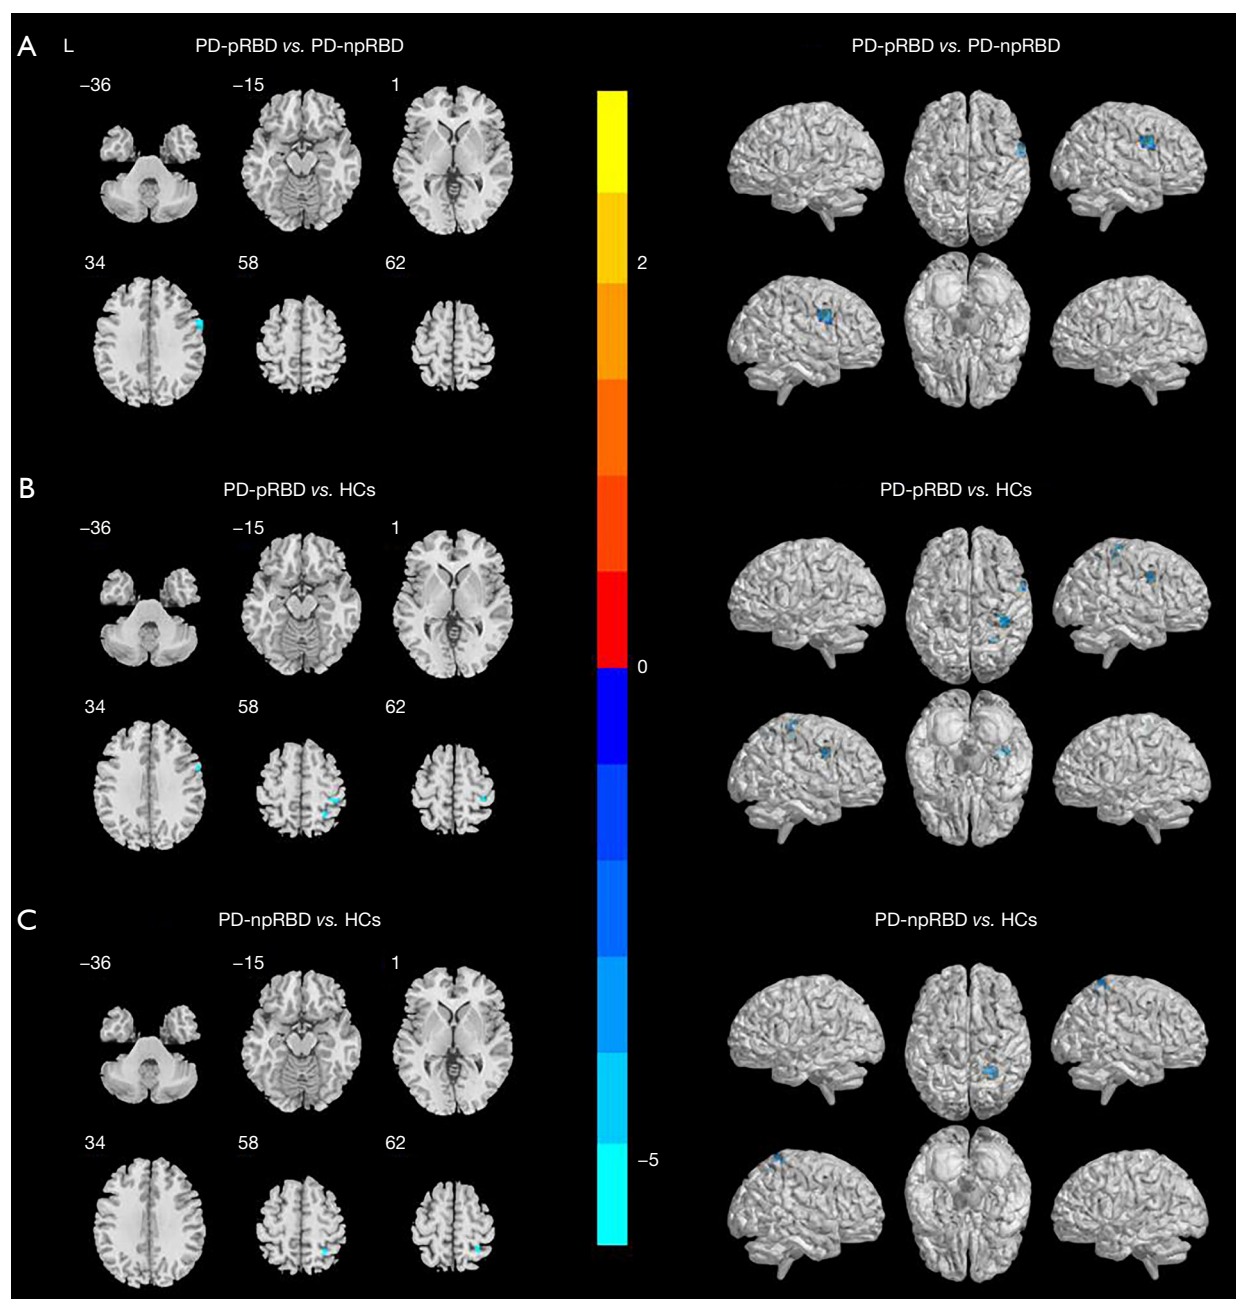 A L PD-pRBD vs. PD-npRBD PD-pRBD vs. PD-npRBD
−36 −15 1
2
34 58 62
B PD-pRBD vs. HCs PD-pRBD vs. HCs
−36 −15 1
0
34 58 62
C PD-npRBD vs. HCs PD-npRBD vs. HCs
−36 −15 1
34 58 62
−5